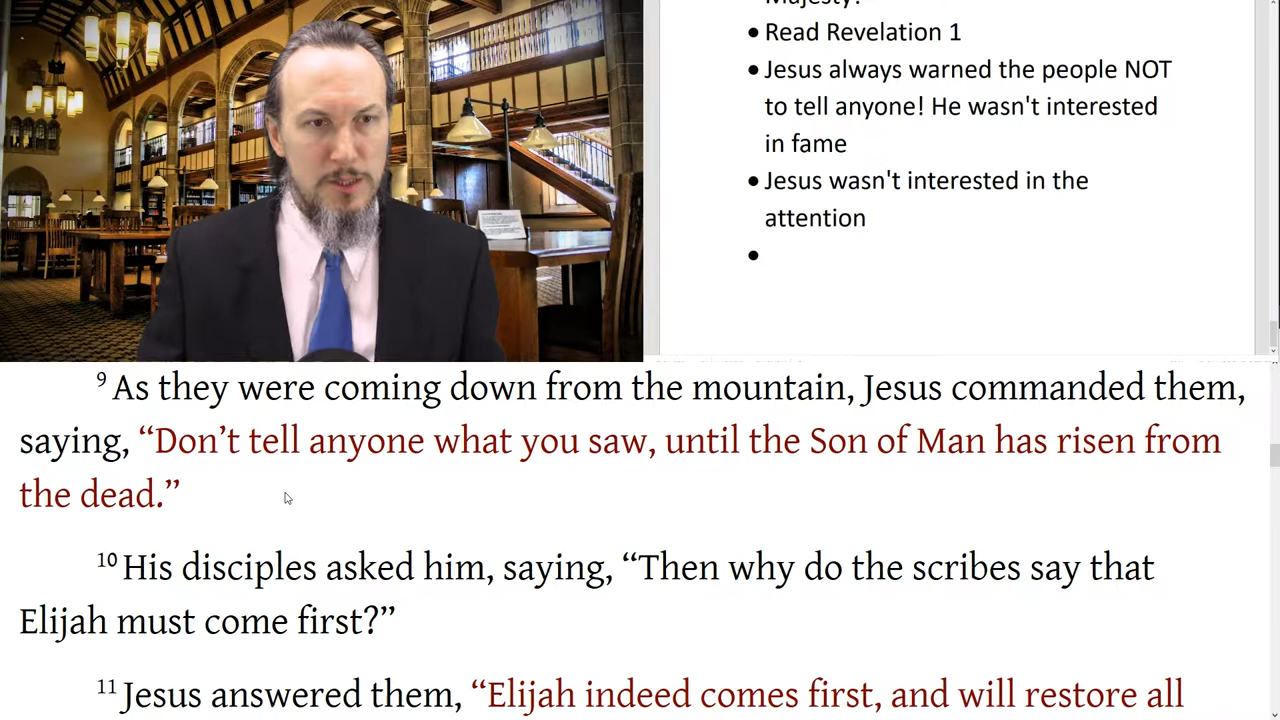 Majesty?
• Read Revelation 1
• Jesus always warned the people NOT
to tell anyone! He wasn't interested
in fame
• Jesus wasn't interested in the
attention
•
9 As they were coming down from the mountain, Jesus commanded them,
saying, “Don’t tell anyone what you saw, until the Son of Man has risen from
the dead.”
10 His disciples asked him, saying, “Then why do the scribes say that
Elijah must come first?”
11 Jesus answered them, “Elijah indeed comes first, and will restore all